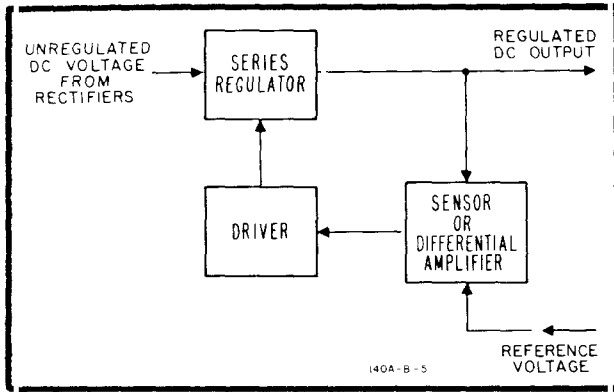 UNREGULATED
DC VOLTAGE
FROM
RECTIFIERS
SERIES
REGULATOR
REGULATED
DC OUTPUT
DRIVER
SENSOR
OR
DIFFERENTIAL
AMPLIFIER
REFERENCE
VOLTAGE
140A-B-5